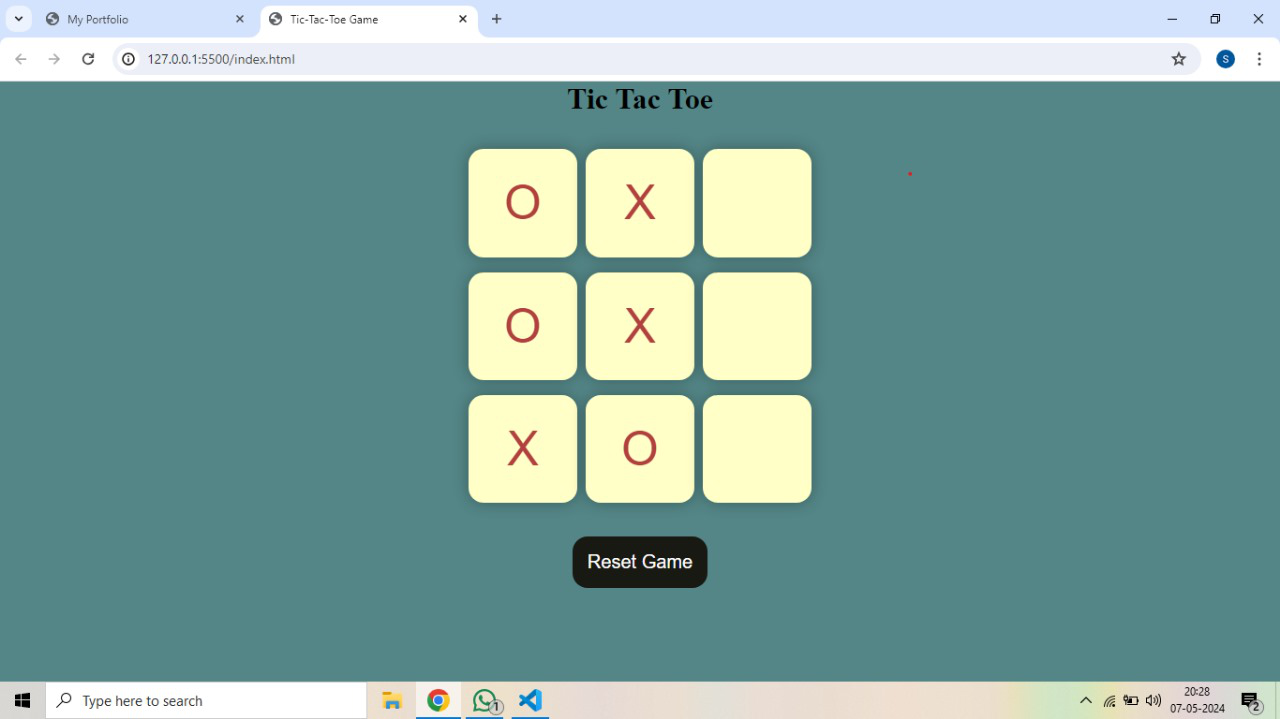 My Portfolio
Tic-Tac-Toe Game
127.0.0.1:5500/index.html
S
Tic Tac Toe
O X
O X
X O
Reset Game
Type here to search
1
20:28
07-05-2024
2